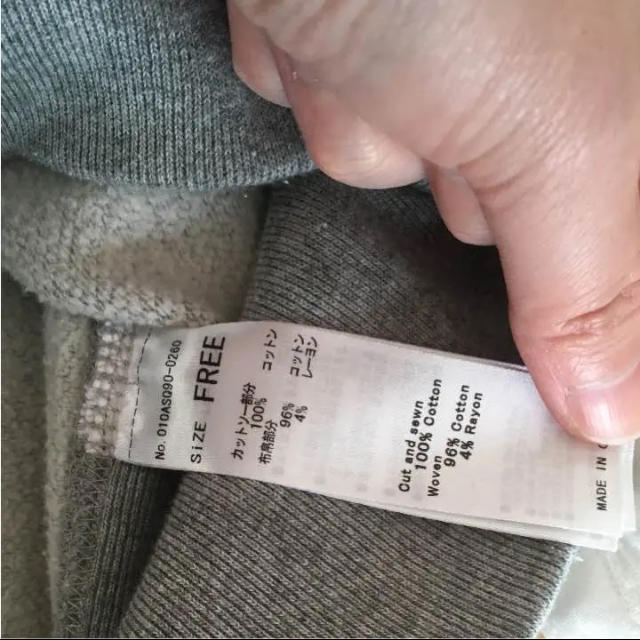 No. 010AS090-0260
SIZE FREE
カットソー部分
100% コットン
布帛部分
96% コットン
4% レーヨン
Cut and sewn
100% Cotton
Woven
96% Cotton
4% Rayon
MADE IN